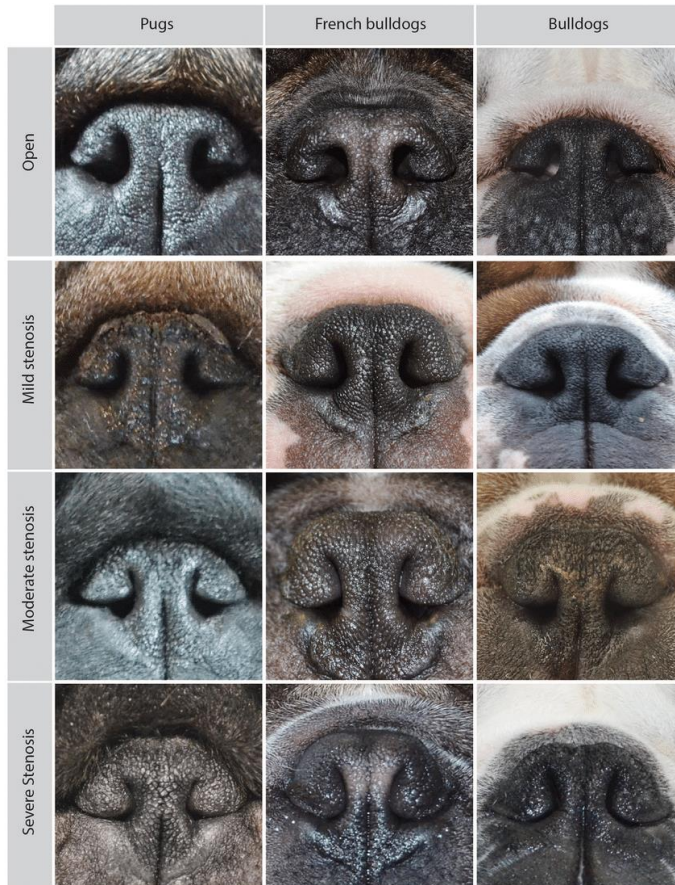 Pugs
French bulldogs
Bulldogs
Open
Mild stenosis
Moderate stenosis
Severe Stenosis